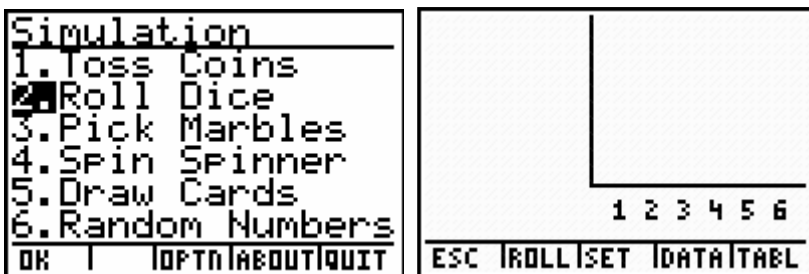 Simulation
1.Toss Coins
2.Roll Dice
3.Pick Marbles
4.Spin Spinner
5.Draw Cards
6.Random Numbers
OK OPTN ABOUT QUIT
1 2 3 4 5 6
ESC ROLL SET DATA TABL